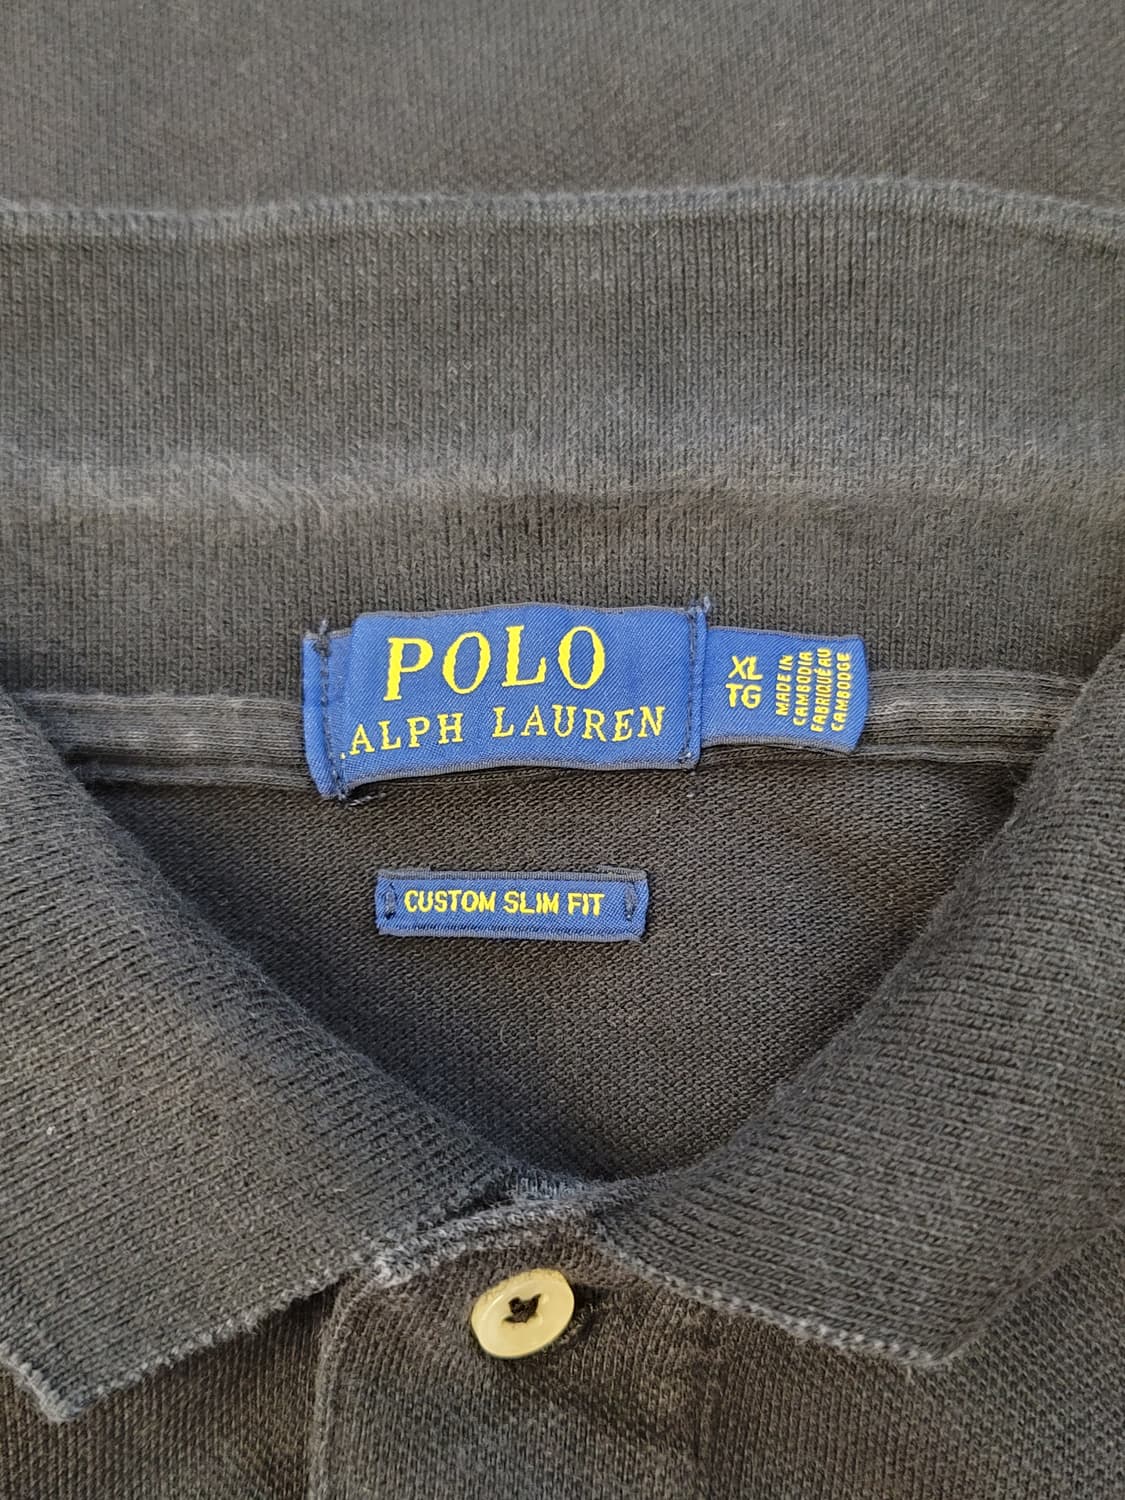 POLO
ALPH LAUREN
XL
TG
MADE IN
CAMBODIA
FABRIQUÉ AU
CAMBODGE
CUSTOM SLIM FIT